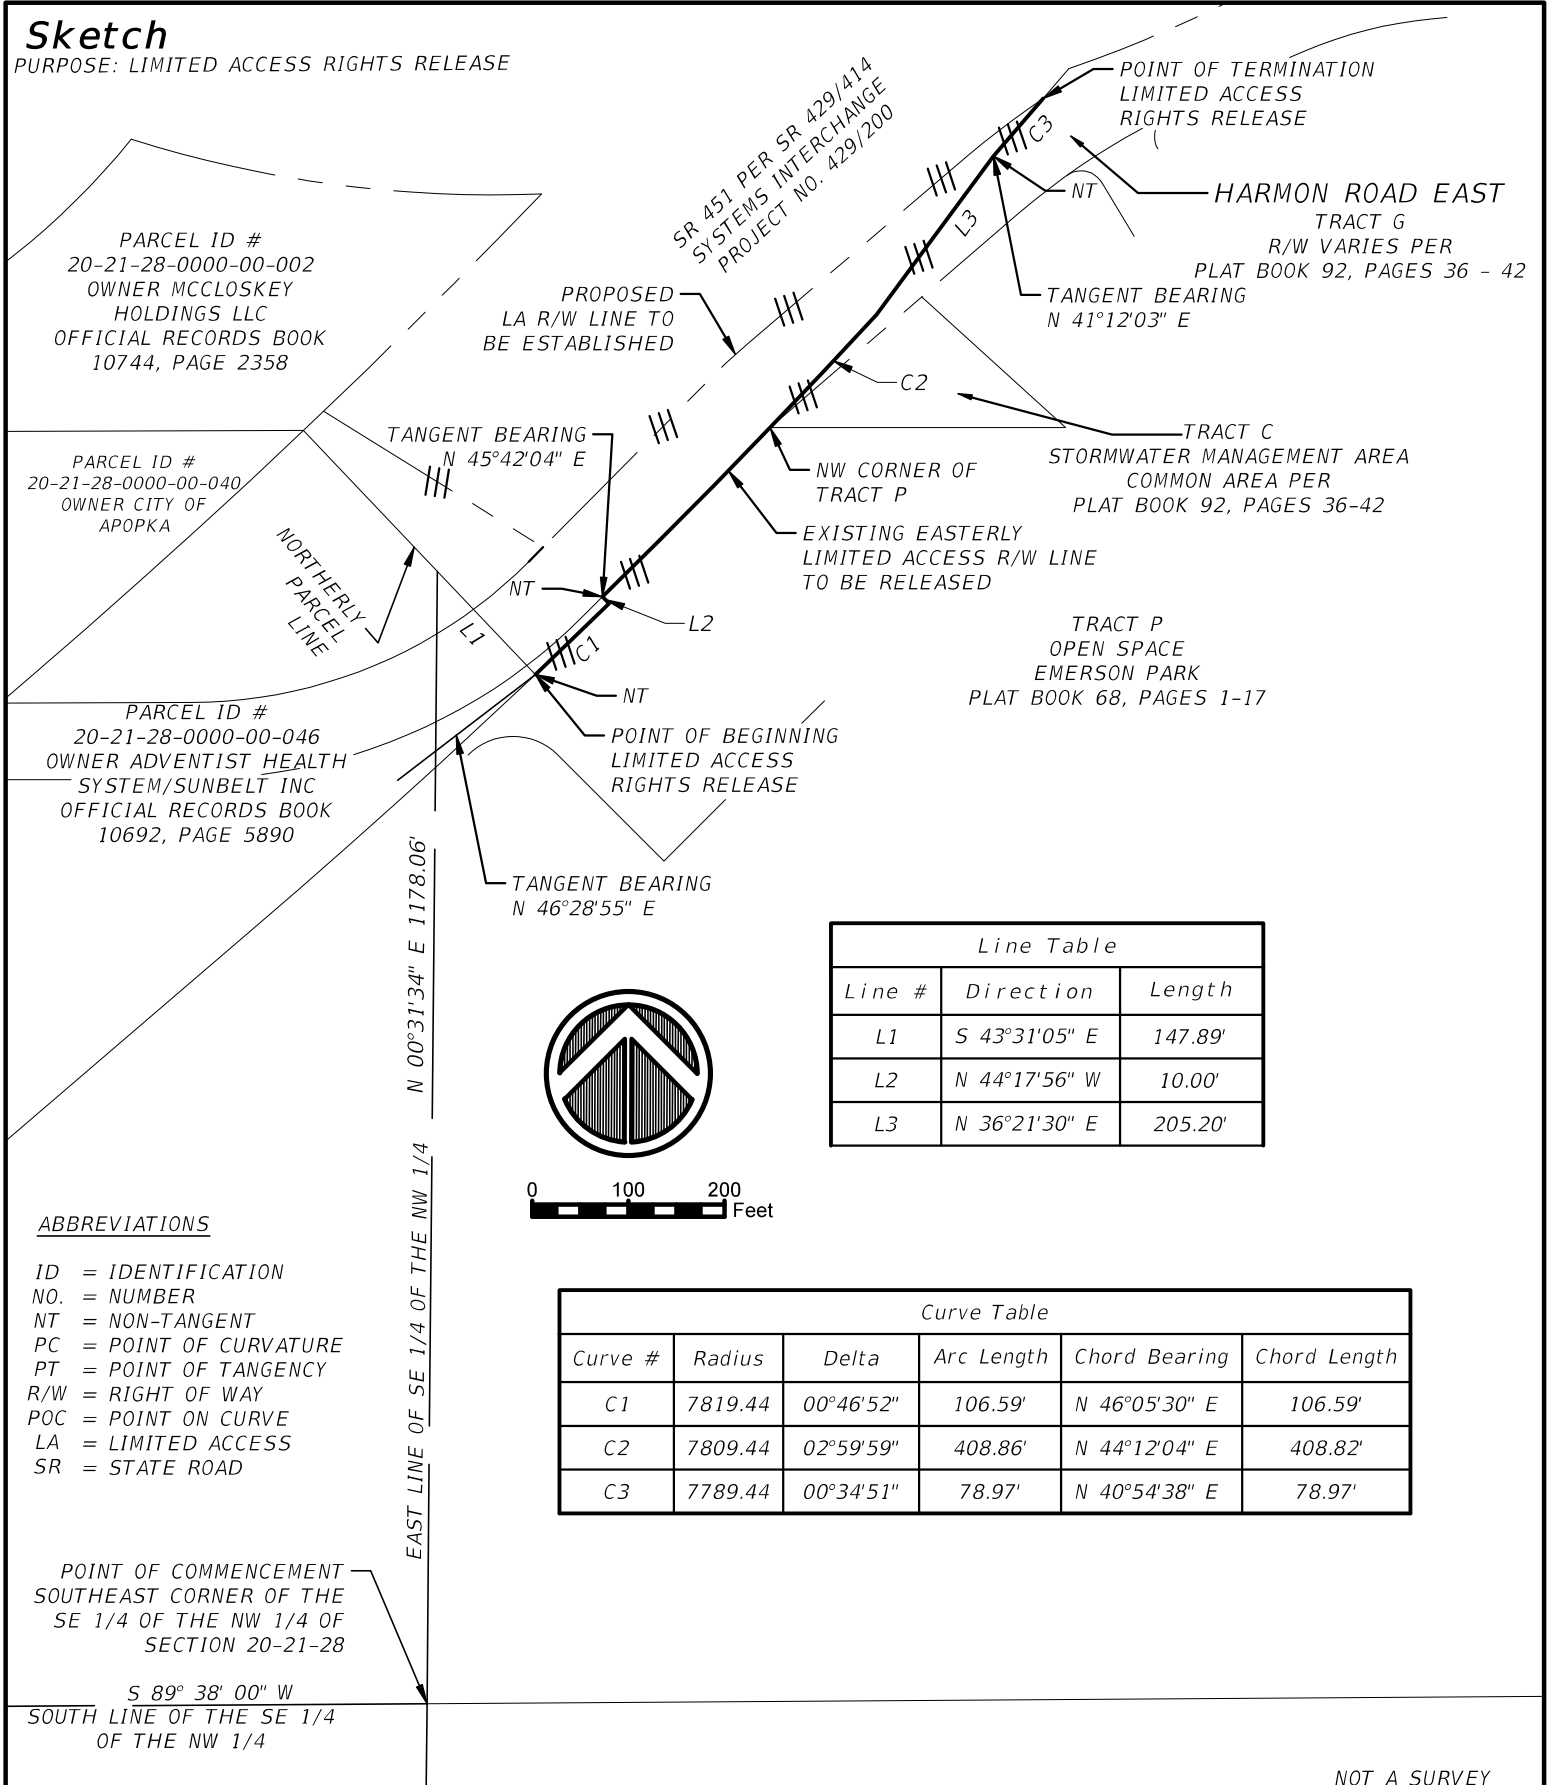 Sketch
PURPOSE: LIMITED ACCESS RIGHTS RELEASE
SR 451 PER SR 429/414
SYSTEMS INTERCHANGE
PROJECT NO. 429/200
POINT OF TERMINATION
LIMITED ACCESS
RIGHTS RELEASE
C3
NT
HARMON ROAD EAST
TRACT G
R/W VARIES PER
PLAT BOOK 92, PAGES 36 - 42
L3
TANGENT BEARING
N 41°12'03" E
PARCEL ID #
20-21-28-0000-00-002
OWNER MCCLOSKEY
HOLDINGS LLC
OFFICIAL RECORDS BOOK
10744, PAGE 2358
PROPOSED
LA R/W LINE TO
BE ESTABLISHED
C2
TANGENT BEARING
N 45°42'04" E
TRACT C
STORMWATER MANAGEMENT AREA
COMMON AREA PER
PLAT BOOK 92, PAGES 36-42
PARCEL ID #
20-21-28-0000-00-040
OWNER CITY OF
APOPKA
NW CORNER OF
TRACT P
EXISTING EASTERLY
LIMITED ACCESS R/W LINE
TO BE RELEASED
NORTHERLY
PARCEL
LINE
NT
L1
L2
C1
TRACT P
OPEN SPACE
EMERSON PARK
PLAT BOOK 68, PAGES 1-17
NT
PARCEL ID #
20-21-28-0000-00-046
OWNER ADVENTIST HEALTH
SYSTEM/SUNBELT INC
OFFICIAL RECORDS BOOK
10692, PAGE 5890
POINT OF BEGINNING
LIMITED ACCESS
RIGHTS RELEASE
TANGENT BEARING
N 46°28'55" E
N 00°31'34" E 1178.06'
EAST LINE OF SE 1/4 OF THE NW 1/4
Line Table
Line # Direction Length
L1 S 43°31'05" E 147.89'
L2 N 44°17'56" W 10.00'
L3 N 36°21'30" E 205.20'
0 100 200
Feet
ABBREVIATIONS
ID = IDENTIFICATION
NO. = NUMBER
NT = NON-TANGENT
PC = POINT OF CURVATURE
PT = POINT OF TANGENCY
R/W = RIGHT OF WAY
POC = POINT ON CURVE
LA = LIMITED ACCESS
SR = STATE ROAD
Curve Table
Curve # Radius Delta Arc Length Chord Bearing Chord Length
C1 7819.44 00°46'52" 106.59' N 46°05'30" E 106.59'
C2 7809.44 02°59'59" 408.86' N 44°12'04" E 408.82'
C3 7789.44 00°34'51" 78.97' N 40°54'38" E 78.97'
POINT OF COMMENCEMENT
SOUTHEAST CORNER OF THE
SE 1/4 OF THE NW 1/4 OF
SECTION 20-21-28
S 89° 38' 00" W
SOUTH LINE OF THE SE 1/4
OF THE NW 1/4
NOT A SURVEY